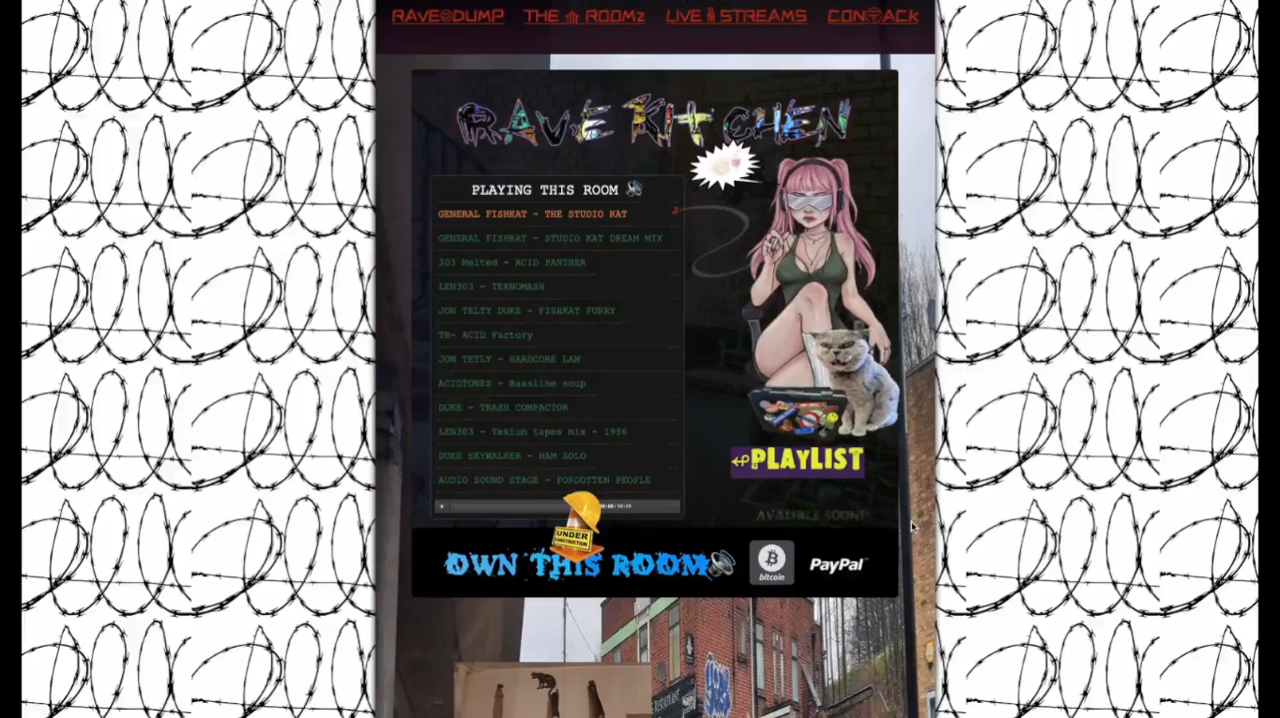 RAVE DUMP THE ROOMz LIVE STREAMS CONTACK
RAVE KITCHEN
PLAYING THIS ROOM
GENERAL FISHKAT - THE STUDIO KAT
GENERAL FISHKAT - STUDIO KAT DREAM MIX
303 Melted - ACID PANTHER
LEN303 - TEKNOMASH
JON TELTY DUKE - FISHKAT FURRY
TR- ACID Factory
JON TETLY - HARDCORE LAW
ACIDTONES - Bassline soup
DUKE - TRASH COMPACTOR
LEN303 - Tekium tapes mix - 1996
DUKE SKYWALKER - HAM SOLO
AUDIO SOUND STAGE - FORGOTTEN PEOPLE
PLAYLIST
AVALIBLE SOON!
UNDER
CONSTRUCTION
OWN THIS ROOM
bitcoin
PayPal